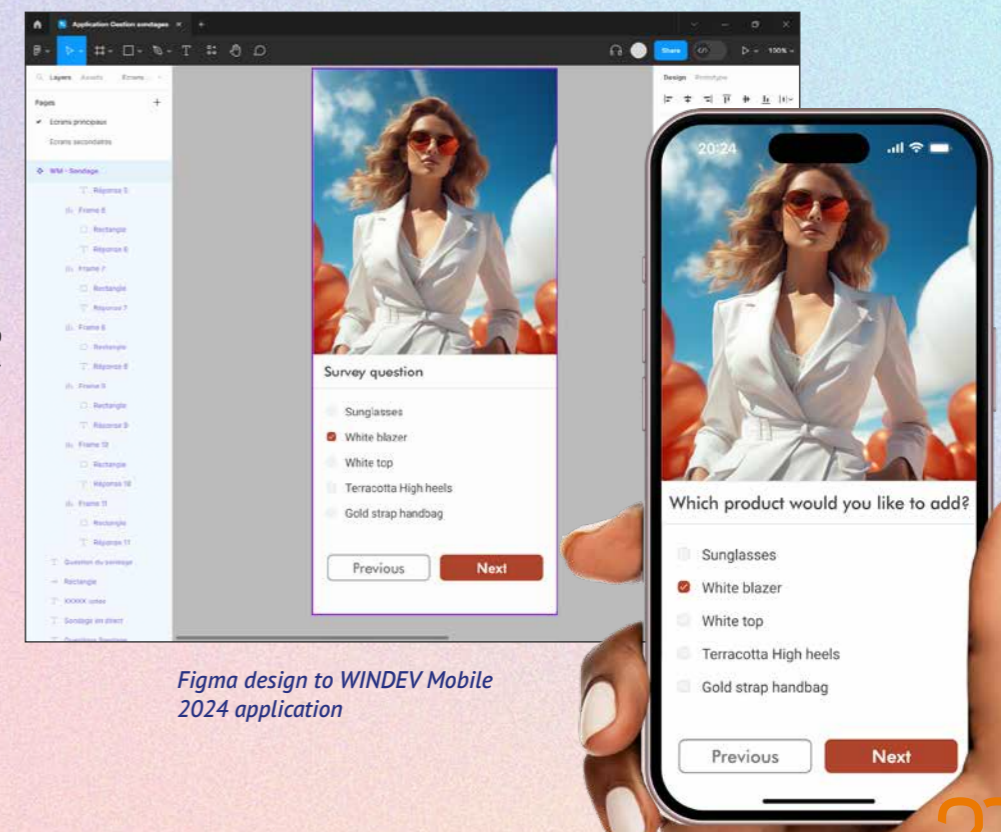 Application Gestion sondages
Share
100%
Layers Assets Ecrans...
Design Prototype
Pages
Ecrans principaux
Ecrans secondaires
WM - Sondage
Réponse 5
Frame 6
Rectangle
Réponse 6
Frame 7
Rectangle
Réponse 7
Rectangle
Réponse 8
Frame 9
Rectangle
Réponse 9
Frame 10
Rectangle
Réponse 10
Frame 11
Rectangle
Réponse 11
Question du sondage
Rectangle
XXXXX votes
Sondage en direct
Survey question
Sunglasses
White blazer
White top
Terracotta High heels
Gold strap handbag
Previous
Next
20:24
Which product would you like to add?
Sunglasses
White blazer
White top
Terracotta High heels
Gold strap handbag
Previous
Next
Figma design to WINDEV Mobile
2024 application